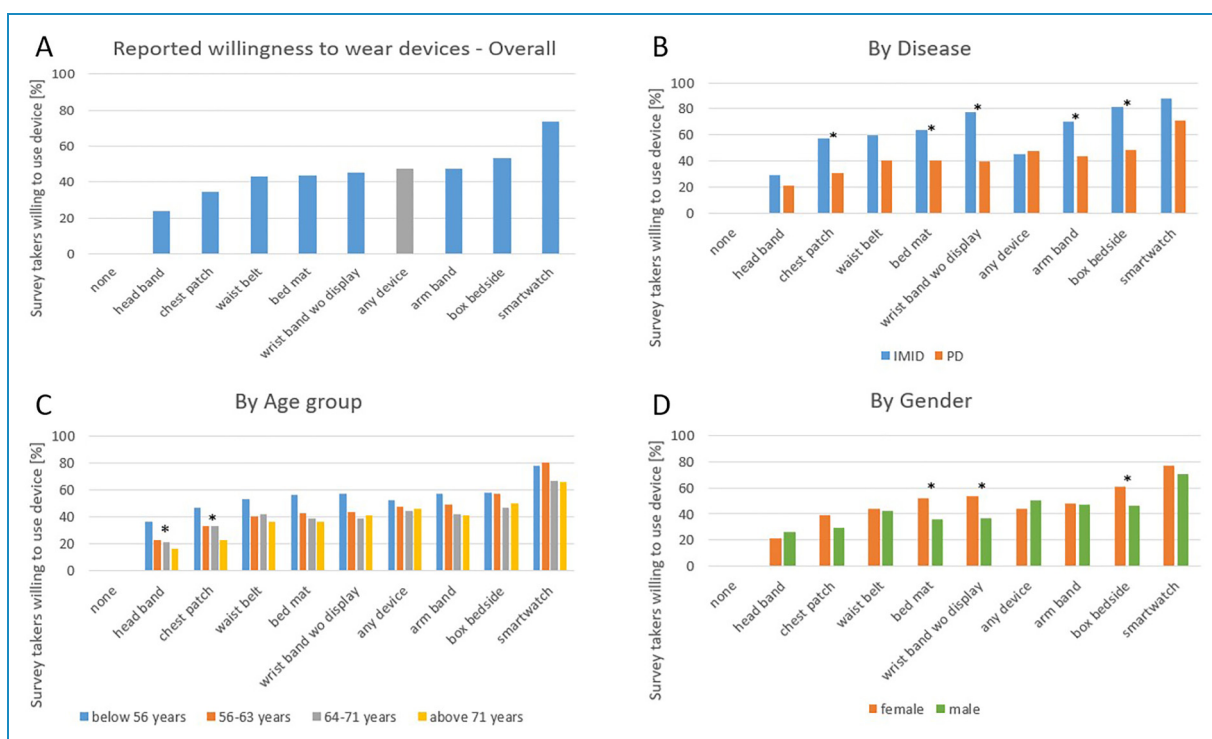 A
Reported willingness to wear devices - Overall
Survey takers willing to use device [%]
100
80
60
40
20
0
none
head band
chest patch
waist belt
bed mat
wrist band wo display
any device
arm band
box bedside
smartwatch
B
By Disease
Survey takers willing to use device [%]
100
80
60
40
20
0
*
*
*
*
*
none
head band
chest patch
waist belt
bed mat
wrist band wo display
any device
arm band
box bedside
smartwatch
IMID PD
C
By Age group
Survey takers willing to use device [%]
100
80
60
40
20
0
*
*
none
head band
chest patch
waist belt
bed mat
wrist band wo display
any device
arm band
box bedside
smartwatch
below 56 years 56-63 years 64-71 years above 71 years
D
By Gender
Survey takers willing to use device [%]
100
80
60
40
20
0
*
*
*
none
head band
chest patch
waist belt
bed mat
wrist band wo display
any device
arm band
box bedside
smartwatch
female male